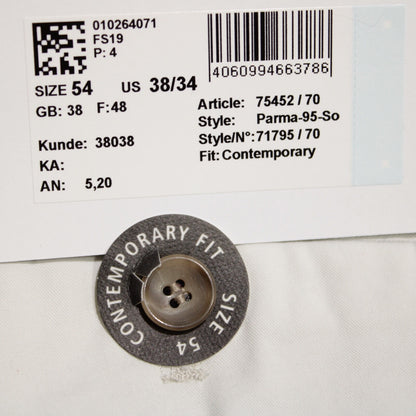 010264071
FS19
P: 4
4060994663786
SIZE 54 US 38/34
GB: 38 F: 48
Article: 75452 / 70
Style: Parma-95-So
Kunde: 38038
Style/N°: 71795 / 70
KA:
Fit: Contemporary
AN: 5,20
CONTEMPORARY FIT
SIZE 54